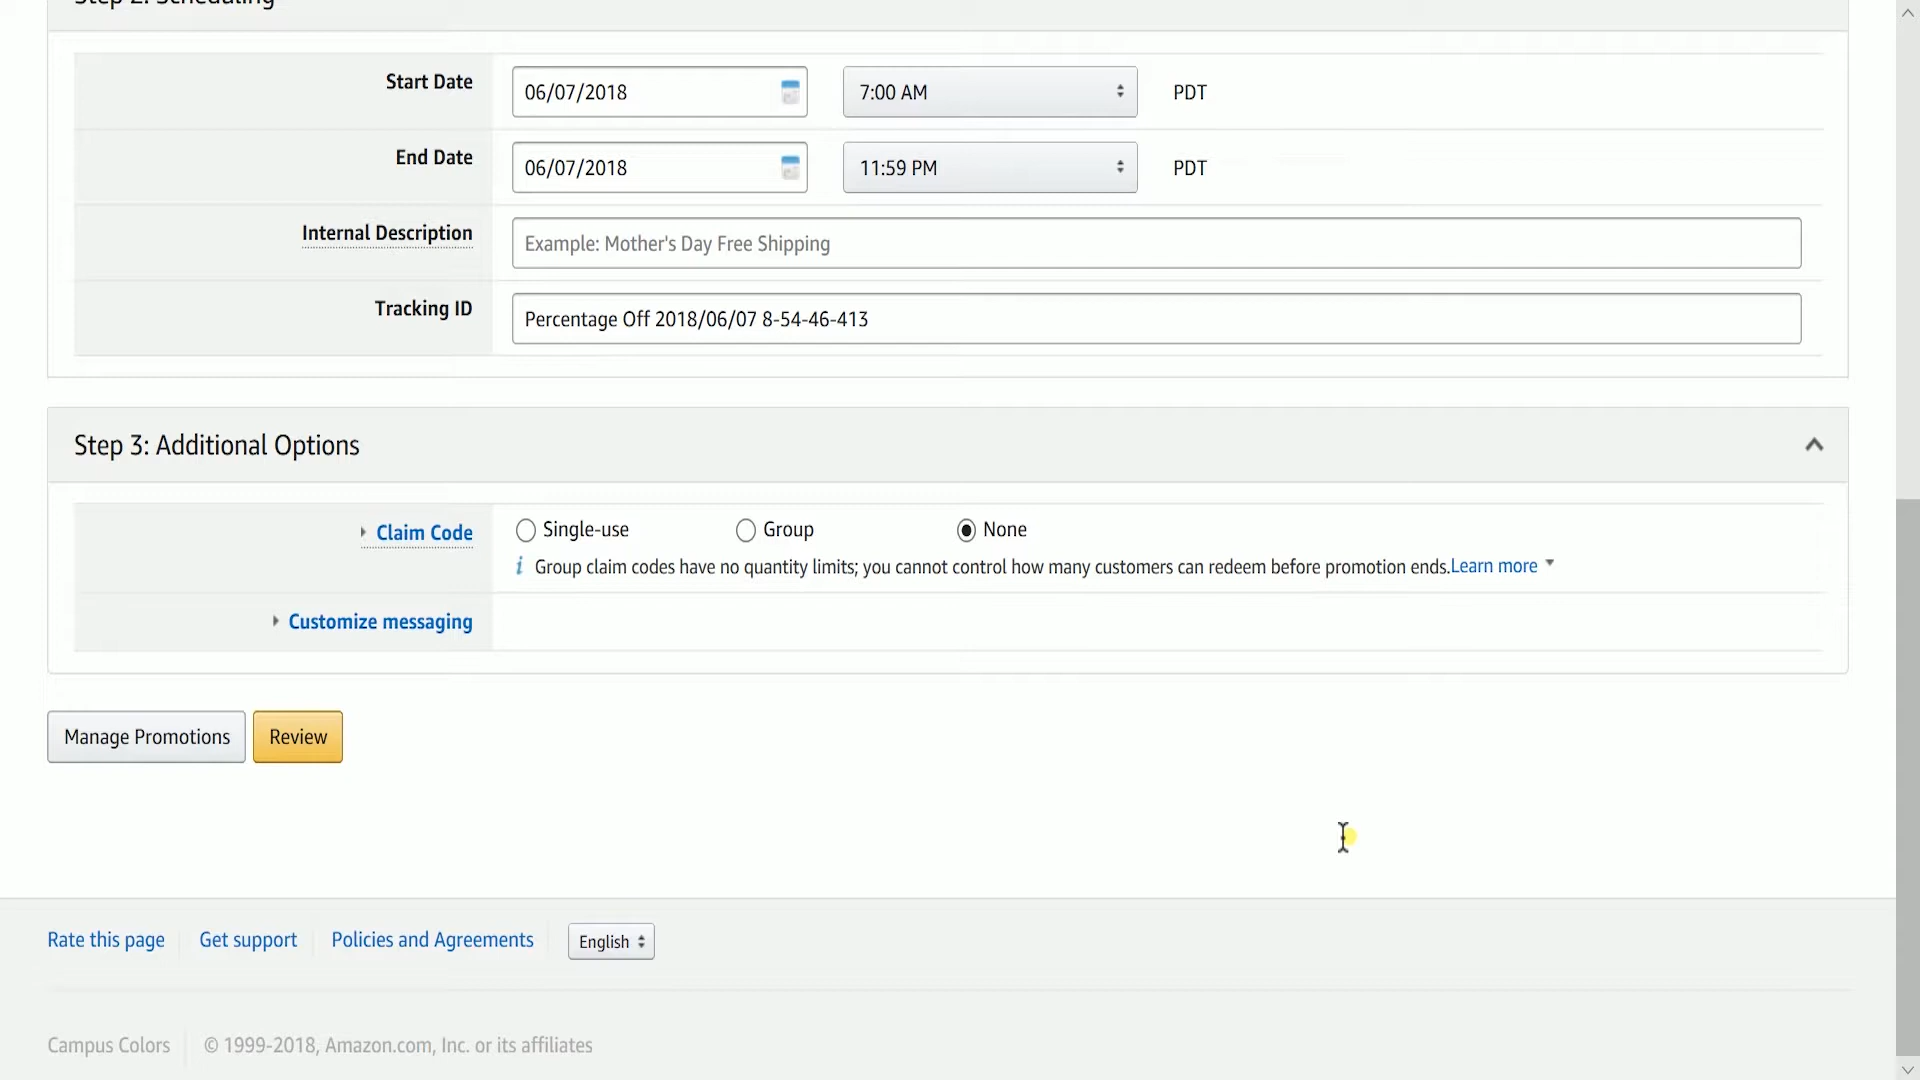 Step 2: Scheduling
Start Date 06/07/2018 7:00 AM PDT
End Date 06/07/2018 11:59 PM PDT
Internal Description Example: Mother's Day Free Shipping
Tracking ID Percentage Off 2018/06/07 8-54-46-413
Step 3: Additional Options
Claim Code Single-use Group None
i Group claim codes have no quantity limits; you cannot control how many customers can redeem before promotion ends.Learn more
Customize messaging
Manage Promotions Review
Rate this page Get support Policies and Agreements English
Campus Colors © 1999-2018, Amazon.com, Inc. or its affiliates